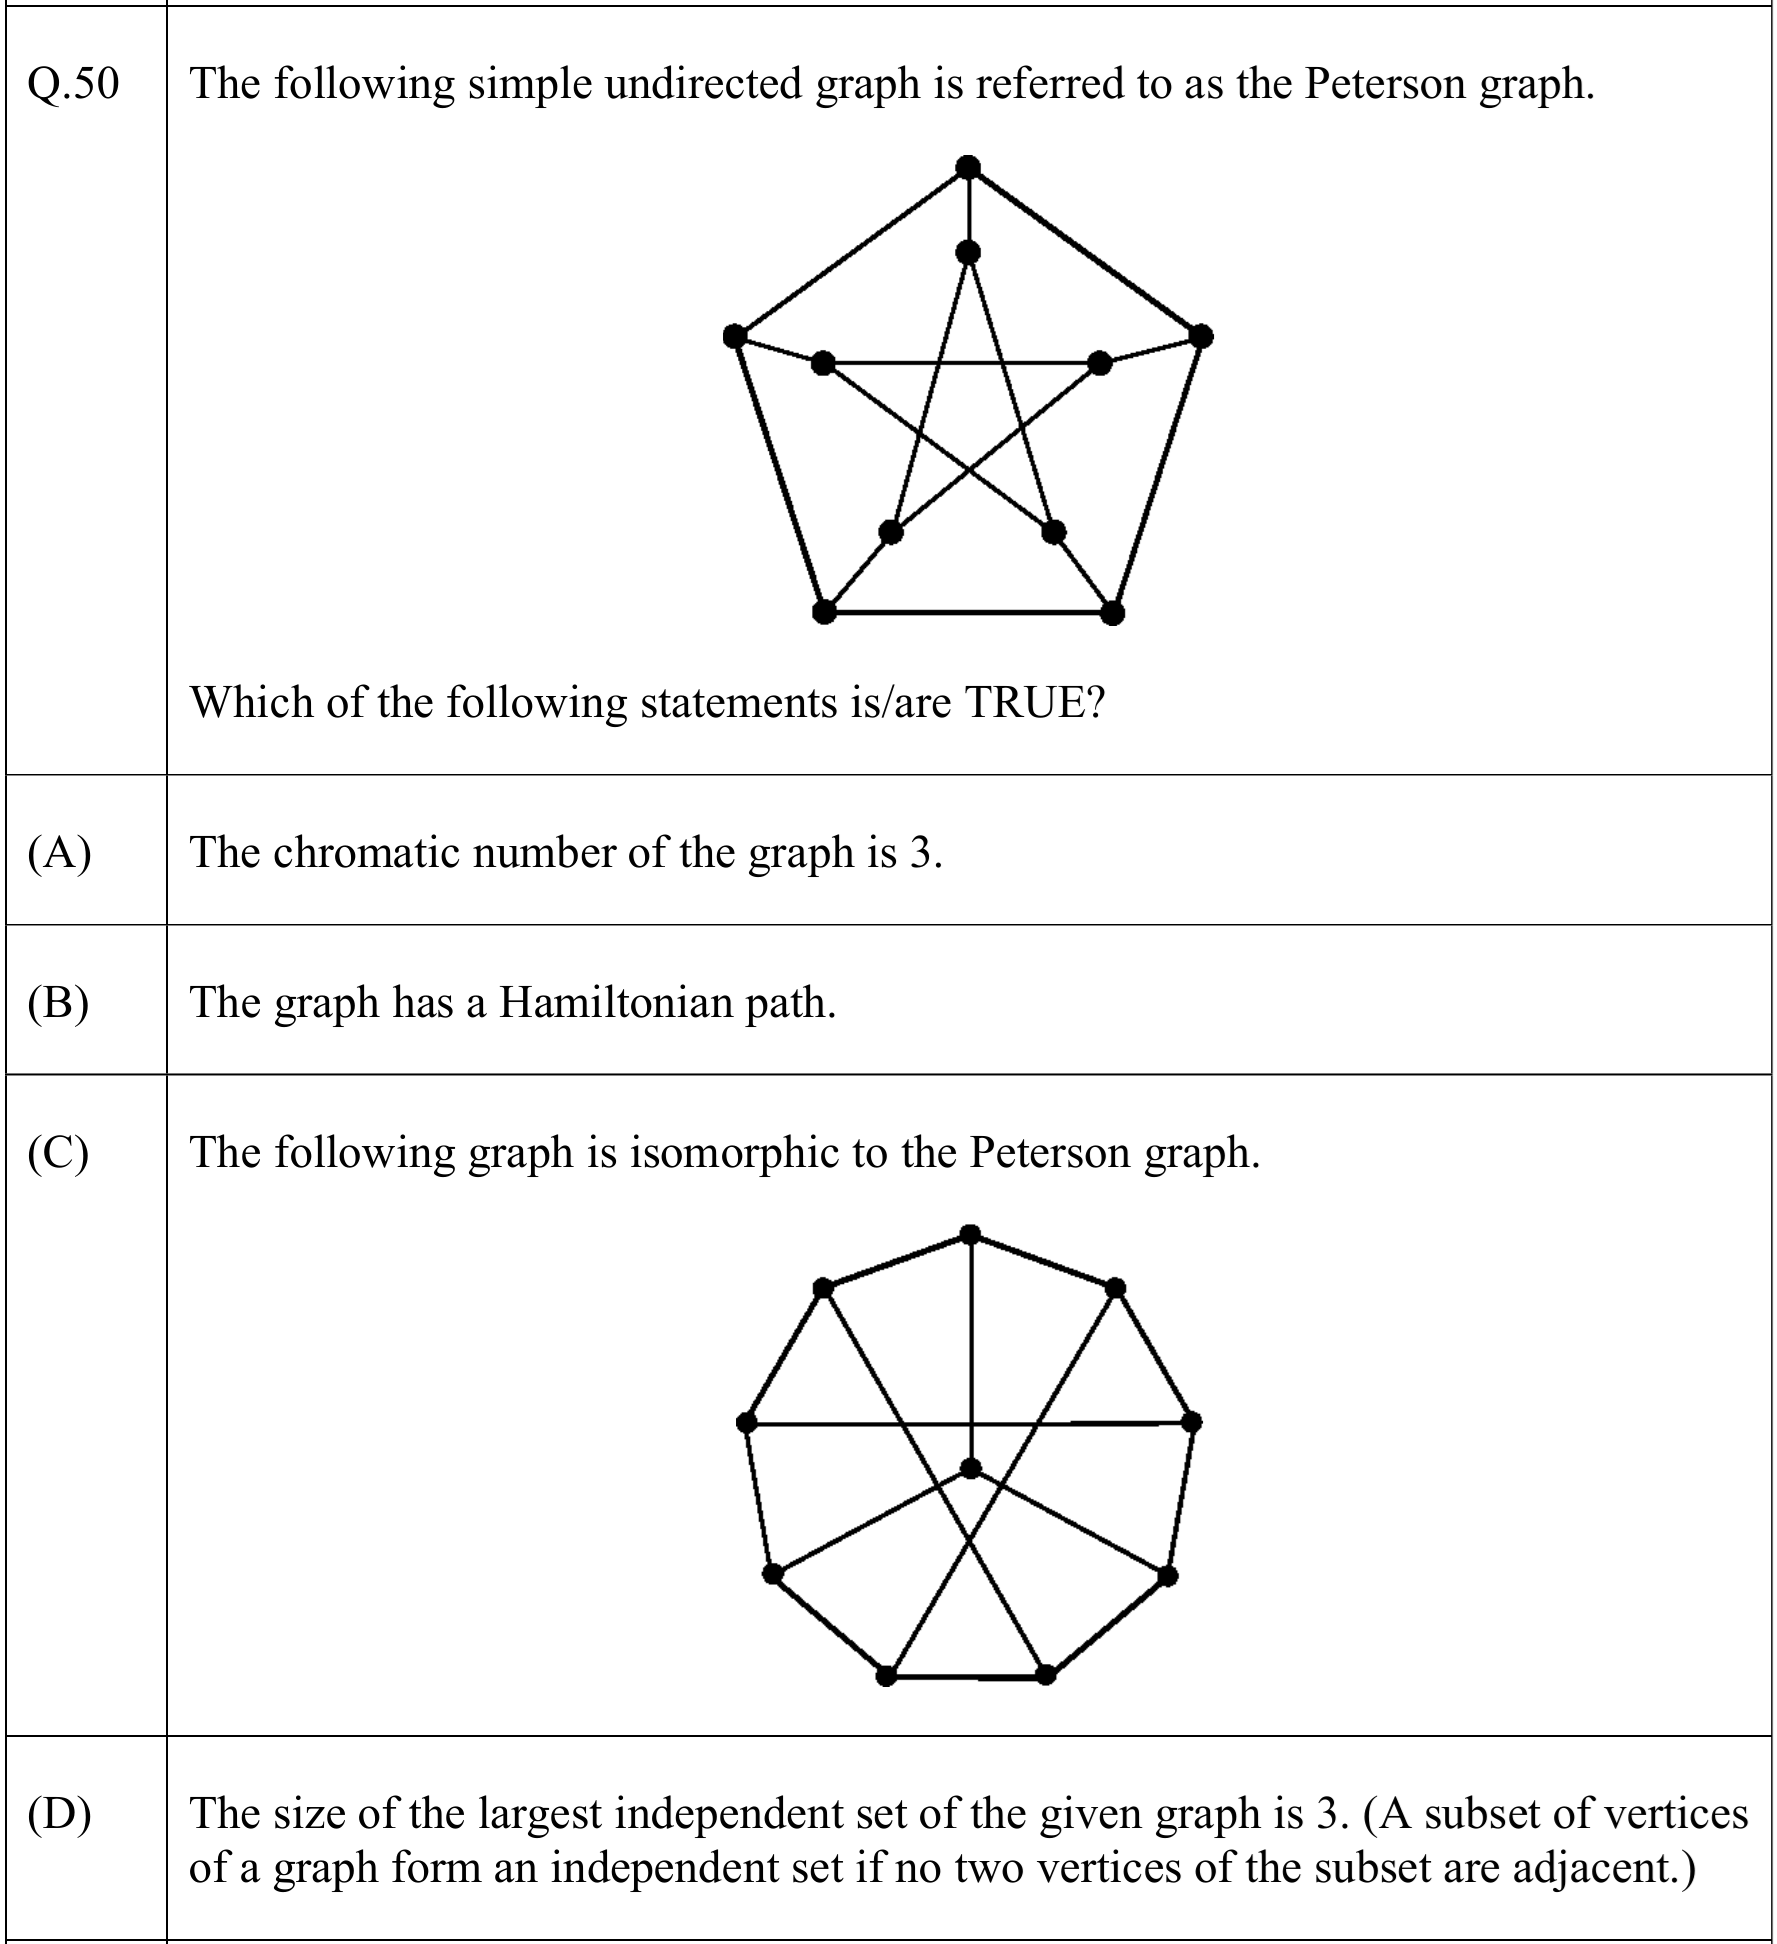 Q.50 The following simple undirected graph is referred to as the Peterson graph.
Which of the following statements is/are TRUE?
(A) The chromatic number of the graph is 3.
(B) The graph has a Hamiltonian path.
(C) The following graph is isomorphic to the Peterson graph.
(D) The size of the largest independent set of the given graph is 3. (A subset of vertices
of a graph form an independent set if no two vertices of the subset are adjacent.)